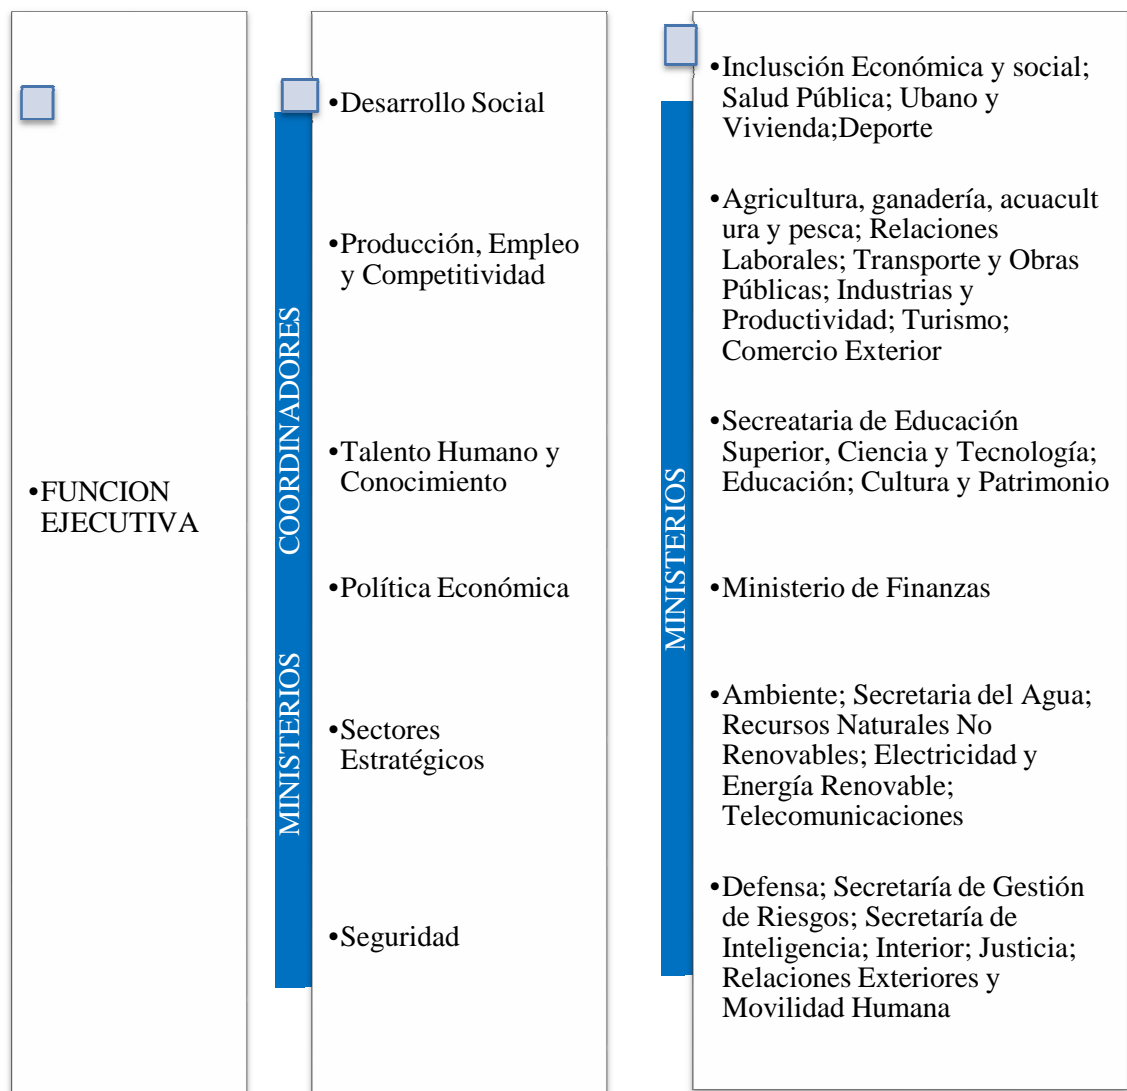 •FUNCION
EJECUTIVA
MINISTERIOS COORDINADORES
•Desarrollo Social
•Producción, Empleo
y Competitividad
•Talento Humano y
Conocimiento
•Política Económica
•Sectores
Estratégicos
•Seguridad
MINISTERIOS
•Inclusción Económica y social;
Salud Pública; Ubano y
Vivienda;Deporte
•Agricultura, ganadería, acuacult
ura y pesca; Relaciones
Laborales; Transporte y Obras
Públicas; Industrias y
Productividad; Turismo;
Comercio Exterior
•Secreataria de Educación
Superior, Ciencia y Tecnología;
Educación; Cultura y Patrimonio
•Ministerio de Finanzas
•Ambiente; Secretaria del Agua;
Recursos Naturales No
Renovables; Electricidad y
Energía Renovable;
Telecomunicaciones
•Defensa; Secretaría de Gestión
de Riesgos; Secretaría de
Inteligencia; Interior; Justicia;
Relaciones Exteriores y
Movilidad Humana